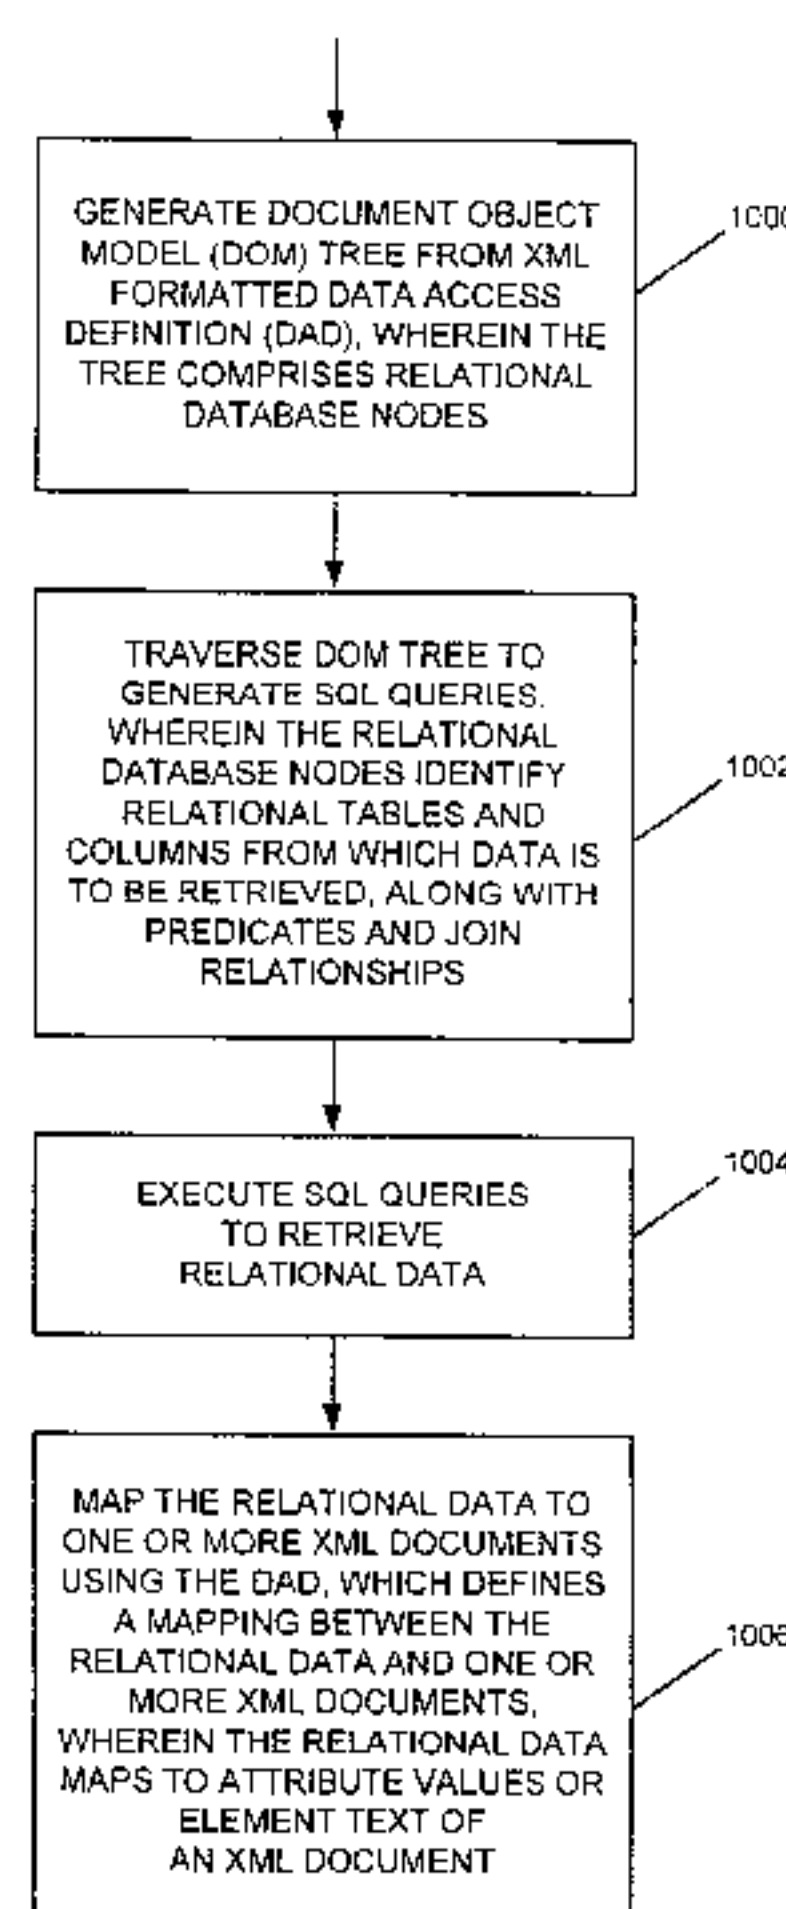 GENERATE DOCUMENT OBJECT
MODEL (DOM) TREE FROM XML
FORMATTED DATA ACCESS
DEFINITION (DAD), WHEREIN THE
TREE COMPRISES RELATIONAL
DATABASE NODES
1000
TRAVERSE DOM TREE TO
GENERATE SQL QUERIES.
WHEREIN THE RELATIONAL
DATABASE NODES IDENTIFY
RELATIONAL TABLES AND
COLUMNS FROM WHICH DATA IS
TO BE RETRIEVED, ALONG WITH
PREDICATES AND JOIN
RELATIONSHIPS
1002
EXECUTE SQL QUERIES
TO RETRIEVE
RELATIONAL DATA
1004
MAP THE RELATIONAL DATA TO
ONE OR MORE XML DOCUMENTS
USING THE DAD, WHICH DEFINES
A MAPPING BETWEEN THE
RELATIONAL DATA AND ONE OR
MORE XML DOCUMENTS,
WHEREIN THE RELATIONAL DATA
MAPS TO ATTRIBUTE VALUES OR
ELEMENT TEXT OF
AN XML DOCUMENT
1006